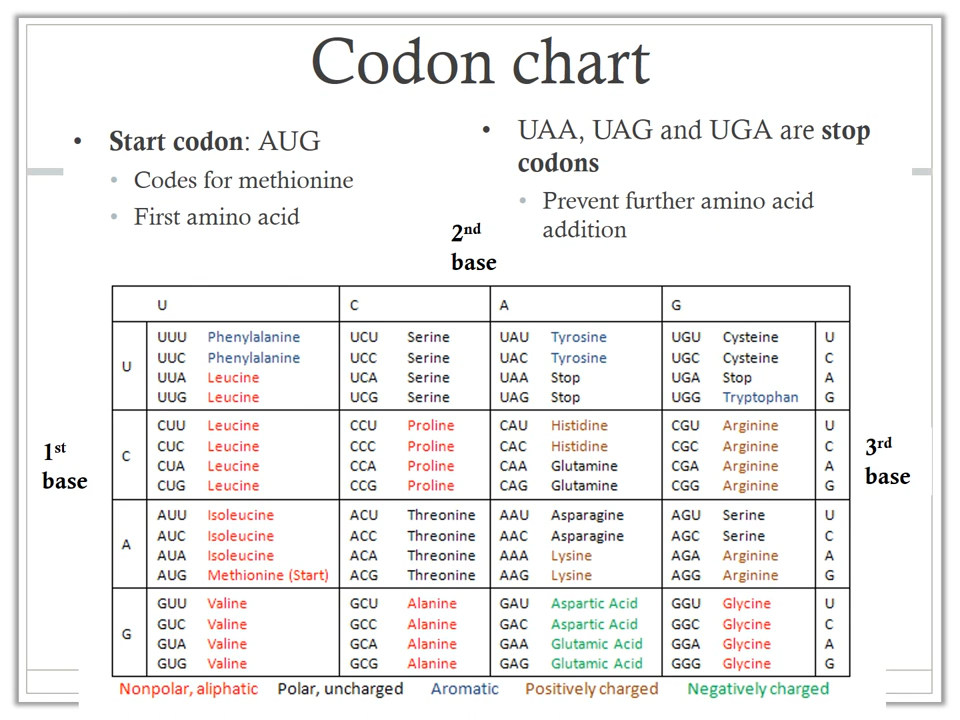 Codon chart
• Start codon: AUG
• Codes for methionine
• First amino acid
• UAA, UAG and UGA are stop
codons
• Prevent further amino acid
addition
2nd
base
U C A G
UUU Phenylalanine UCU Serine UAU Tyrosine UGU Cysteine U
UUC Phenylalanine UCC Serine UAC Tyrosine UGC Cysteine C
U
UUA Leucine UCA Serine UAA Stop UGA Stop A
UUG Leucine UCG Serine UAG Stop UGG Tryptophan G
1st
base
CUU Leucine CCU Proline CAU Histidine CGU Arginine U
CUC Leucine CCC Proline CAC Histidine CGC Arginine C
C
CUA Leucine CCA Proline CAA Glutamine CGA Arginine A
CUG Leucine CCG Proline CAG Glutamine CGG Arginine G
3rd
base
AUU Isoleucine ACU Threonine AAU Asparagine AGU Serine U
AUC Isoleucine ACC Threonine AAC Asparagine AGC Serine C
A
AUA Isoleucine ACA Threonine AAA Lysine AGA Arginine A
AUG Methionine (Start) ACG Threonine AAG Lysine AGG Arginine G
GUU Valine GCU Alanine GAU Aspartic Acid GGU Glycine U
GUC Valine GCC Alanine GAC Aspartic Acid GGC Glycine C
G
GUA Valine GCA Alanine GAA Glutamic Acid GGA Glycine A
GUG Valine GCG Alanine GAG Glutamic Acid GGG Glycine G
Nonpolar, aliphatic Polar, uncharged Aromatic Positively charged Negatively charged